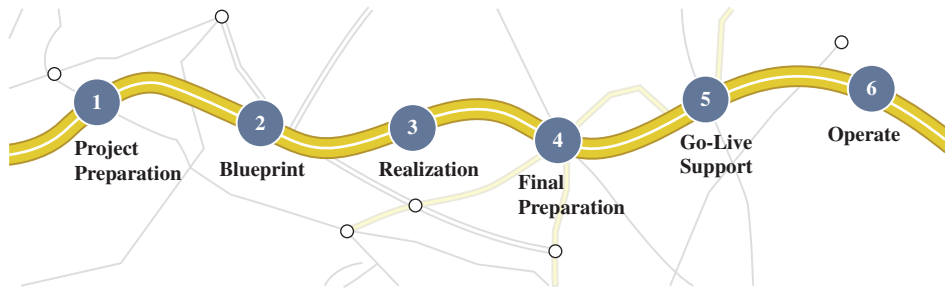 1
Project
Preparation
2
Blueprint
3
Realization
4
Final
Preparation
5
Go-Live
Support
6
Operate